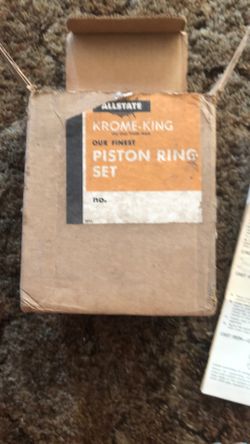 ALLSTATE
KROME-KING
OUR FINEST
PISTON RING
SET
no.